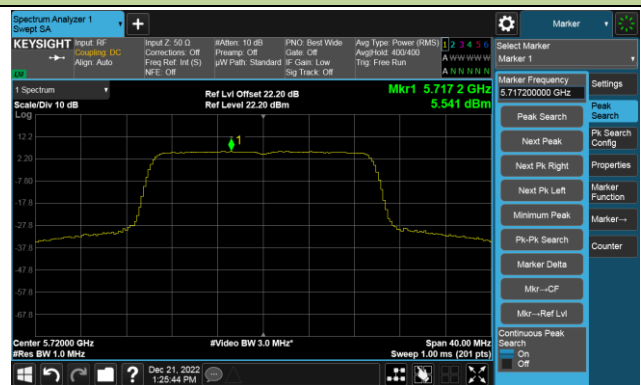 Spectrum Analyzer 1
Swept SA
+
Marker
KEYSIGHT
Input: RF
Coupling: DC
Align: Auto
Input Z: 50 Ω
Corrections: Off
Freq Ref: Int (S)
NFE: Off
#Atten: 10 dB
Preamp: Off
µW Path: Standard
PNO: Best Wide
Gate: Off
IF Gain: Low
Sig Track: Off
Avg Type: Power (RMS)
Avg|Hold: 400/400
Trig: Free Run
1 2 3 4 5 6
A W W W W W
A N N N N N
Select Marker
Marker 1
1 Spectrum
Scale/Div 10 dB
Log
Ref Lvl Offset 22.20 dB
Ref Level 22.20 dBm
Mkr1 5.717 2 GHz
5.541 dBm
1
12.2
2.20
-7.80
-17.8
-27.8
-37.8
-47.8
-57.8
-67.8
Center 5.72000 GHz
#Res BW 1.0 MHz
#Video BW 3.0 MHz*
Span 40.00 MHz
Sweep 1.00 ms (201 pts)
Marker Frequency
5.717200000 GHz
Peak Search
Next Peak
Next Pk Right
Next Pk Left
Minimum Peak
Pk-Pk Search
Marker Delta
Mkr→CF
Mkr→Ref Lvl
Continuous Peak
Search
On
Off
Settings
Peak
Search
Pk Search
Config
Properties
Marker
Function
Marker→
Counter
?
Dec 21, 2022
1:25:44 PM